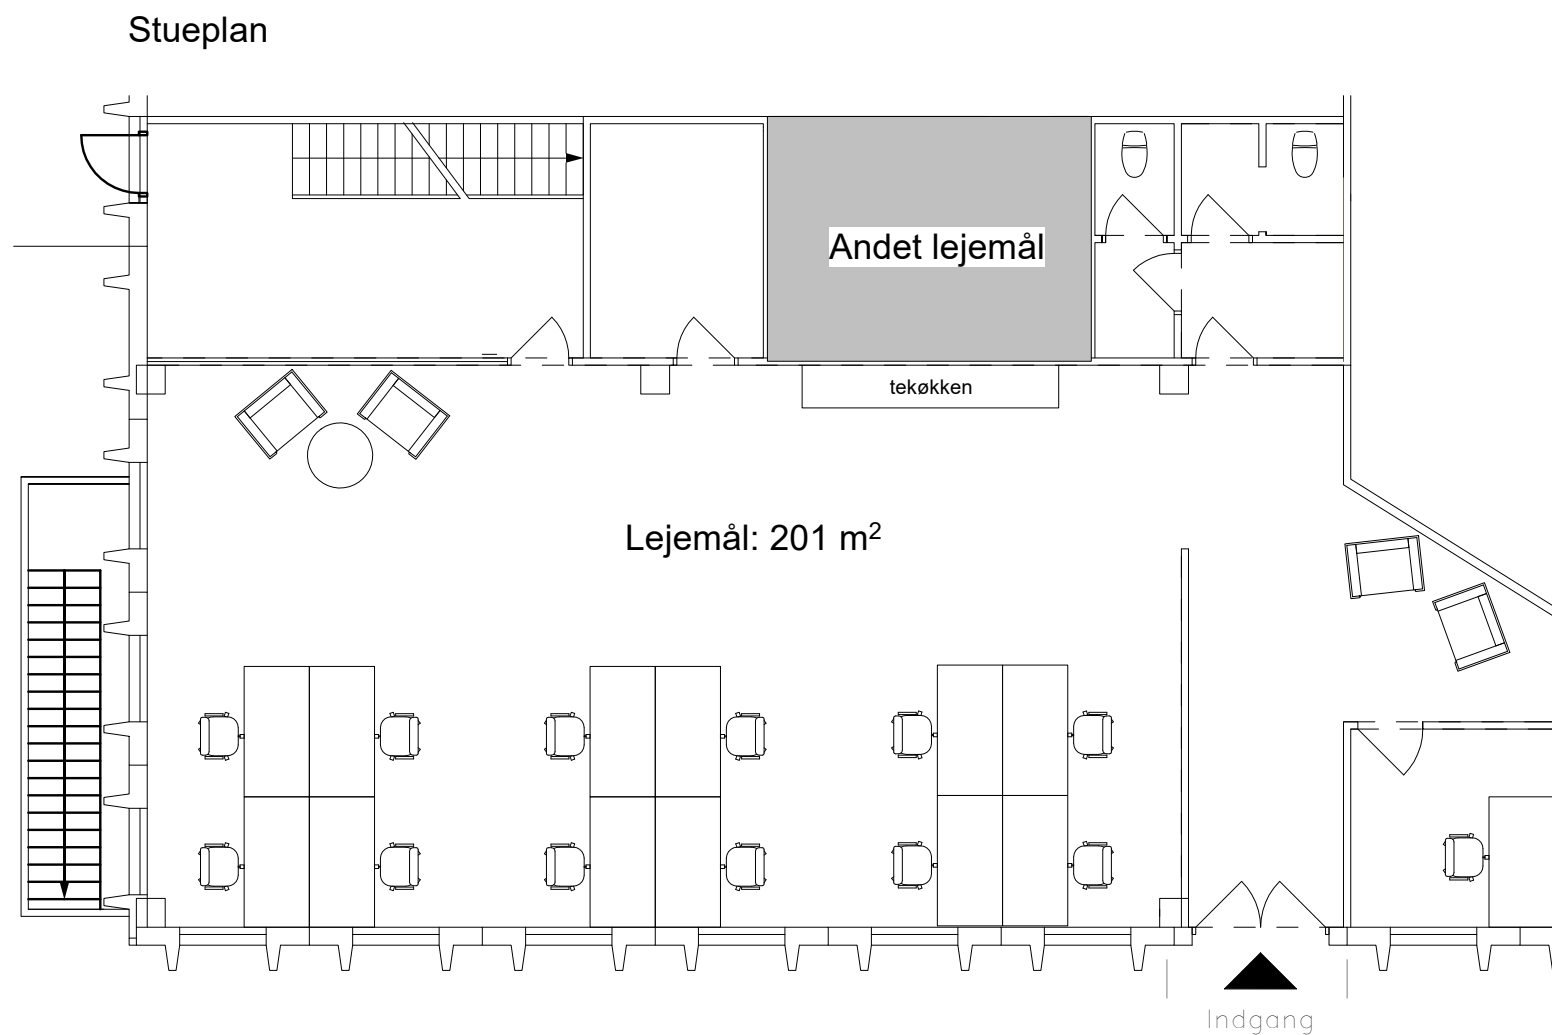 Stueplan
Andet lejemål
tekøkken
Lejemål: 201 m²
Indgang